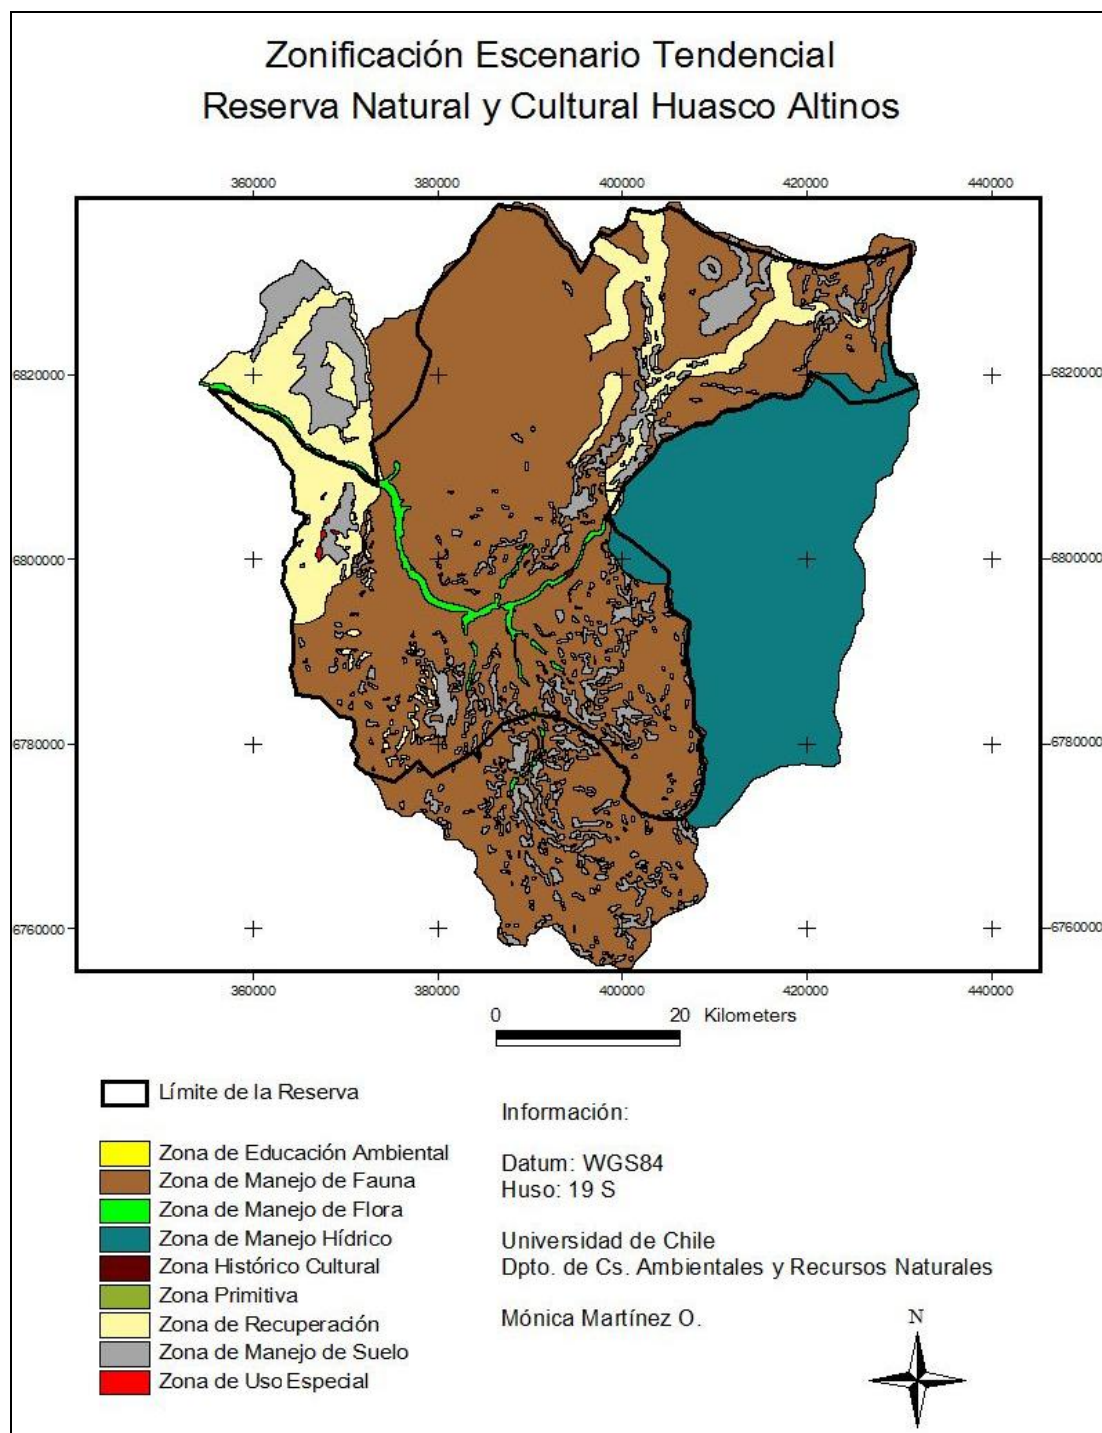 Zonificación Escenario Tendencial
Reserva Natural y Cultural Huasco Altinos
360000 380000 400000 420000 440000
6820000 6820000
6800000 6800000
6780000 6780000
6760000 6760000
360000 380000 400000 420000 440000
0 20 Kilometers
Límite de la Reserva
Zona de Educación Ambiental
Zona de Manejo de Fauna
Zona de Manejo de Flora
Zona de Manejo Hídrico
Zona Histórico Cultural
Zona Primitiva
Zona de Recuperación
Zona de Manejo de Suelo
Zona de Uso Especial
Información:
Datum: WGS84
Huso: 19 S
Universidad de Chile
Dpto. de Cs. Ambientales y Recursos Naturales
Mónica Martínez O.
N